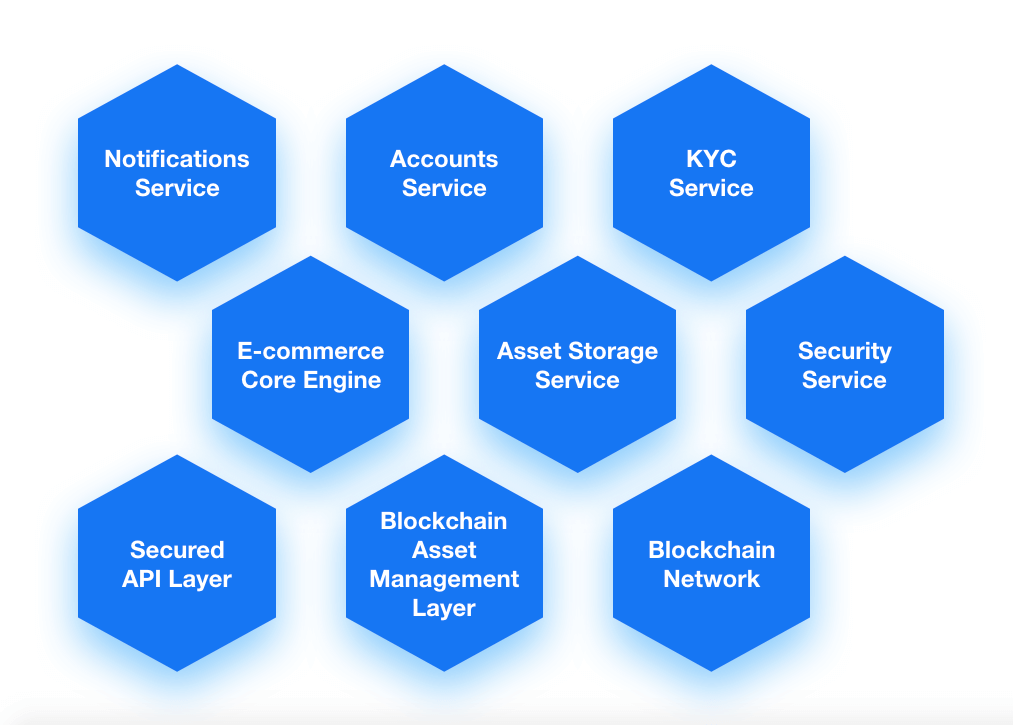 Notifications
Service
Accounts
Service
KYC
Service
E-commerce
Core Engine
Asset Storage
Service
Security
Service
Secured
API Layer
Blockchain
Asset
Management
Layer
Blockchain
Network